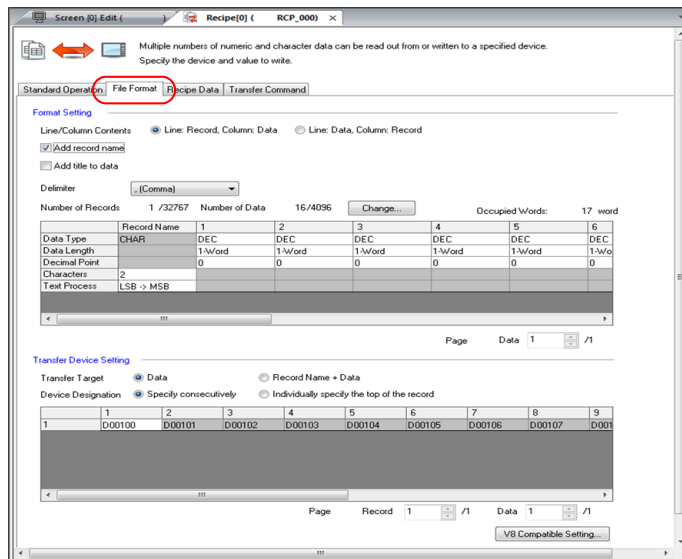 Screen [0] Edit ( ) Recipe[0] ( RCP_000) ×
Multiple numbers of numeric and character data can be read out from or written to a specified device.
Specify the device and value to write.
Standard Operation File Format Recipe Data Transfer Command
Format Setting
Line/Column Contents Line: Record, Column: Data Line: Data, Column: Record
Add record name
Add title to data
Delimiter , (Comma)
Number of Records 1 /32767 Number of Data 16/4096 Change... Occupied Words: 17 word
Record Name 1 2 3 4 5 6
Data Type CHAR DEC DEC DEC DEC DEC DEC
Data Length 1-Word 1-Word 1-Word 1-Word 1-Word 1-Wo
Decimal Point 0 0 0 0 0 0
Characters 2
Text Process LSB -> MSB
Page Data 1 /1
Transfer Device Setting
Transfer Target Data Record Name + Data
Device Designation Specify consecutively Individually specify the top of the record
1 2 3 4 5 6 7 8 9
1 D00100 D00101 D00102 D00103 D00104 D00105 D00106 D00107 D001
Page Record 1 /1 Data 1 /1
V8 Compatible Setting...